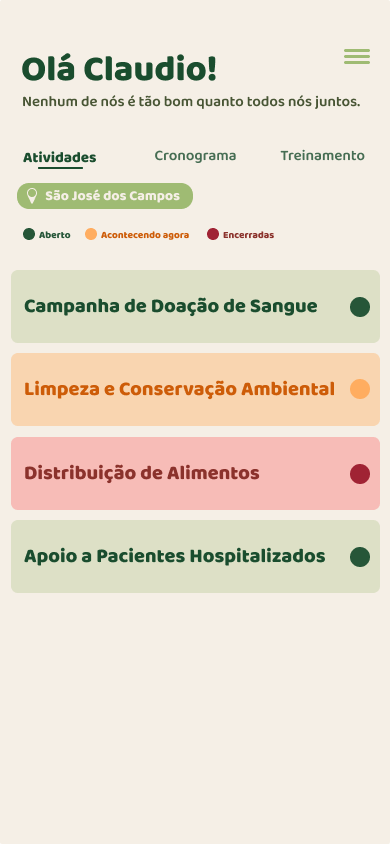 Olá Claudio!
Nenhum de nós é tão bom quanto todos nós juntos.
Atividades Cronograma Treinamento
São José dos Campos
Aberto Acontecendo agora Encerradas
Campanha de Doação de Sangue
Limpeza e Conservação Ambiental
Distribuição de Alimentos
Apoio a Pacientes Hospitalizados